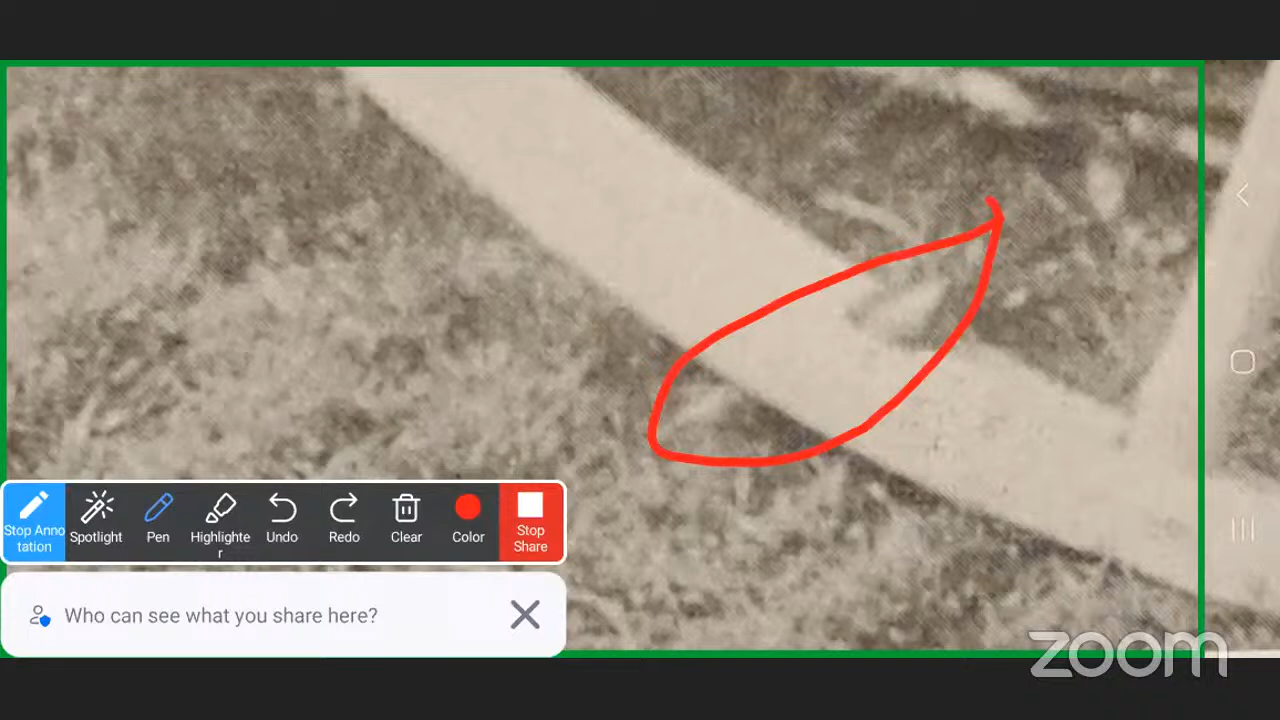 Stop Anno
tation
Spotlight
Pen
Highlighte
r
Undo
Redo
Clear
Color
Stop
Share
Who can see what you share here?
zoom